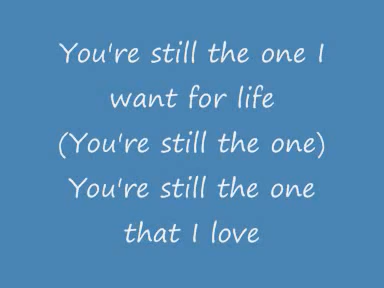 You're still the one I
want for life
(You're still the one)
You're still the one
that I love